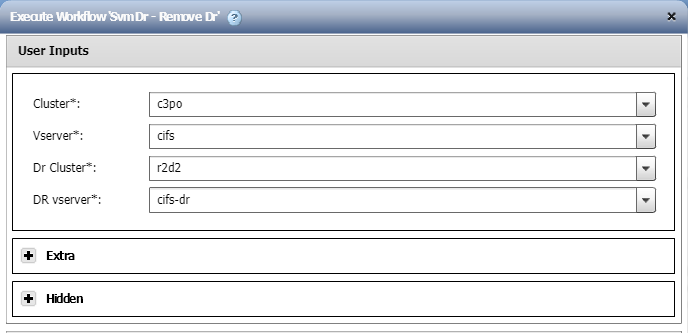 Execute Workflow 'Svm Dr - Remove Dr' ?
User Inputs
Cluster*: c3po
Vserver*: cifs
Dr Cluster*: r2d2
DR vserver*: cifs-dr
Extra
Hidden